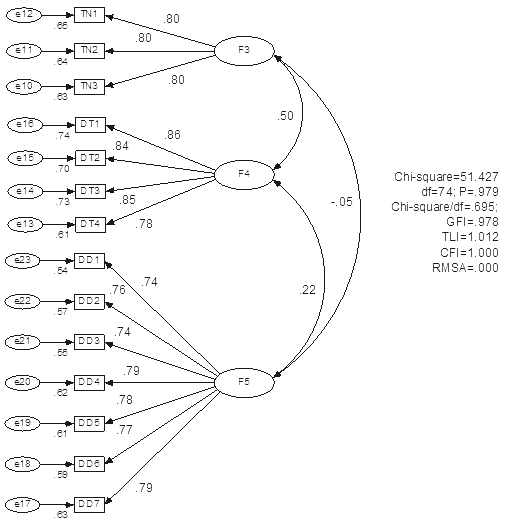 e12 TN1 .80
.65
e11 TN2 .80 F3
.64
e10 TN3 .80
.63
.50
e16 DT1 .86
.74
e15 DT2 .84
.70
F4
e14 DT3 .85
.73
e13 DT4 .78
.61
-.05
Chi-square=51.427
df=74; P=.979
Chi-square/df=.695;
GFI=.978
TLI=1.012
CFI=1.000
RMSA=.000
e23 DD1 .74
.54
.22
e22 DD2 .76
.57
e21 DD3 .74
.55
e20 DD4 .79 F5
.62
e19 DD5 .78
.61
e18 DD6 .77
.59
e17 DD7 .79
.63